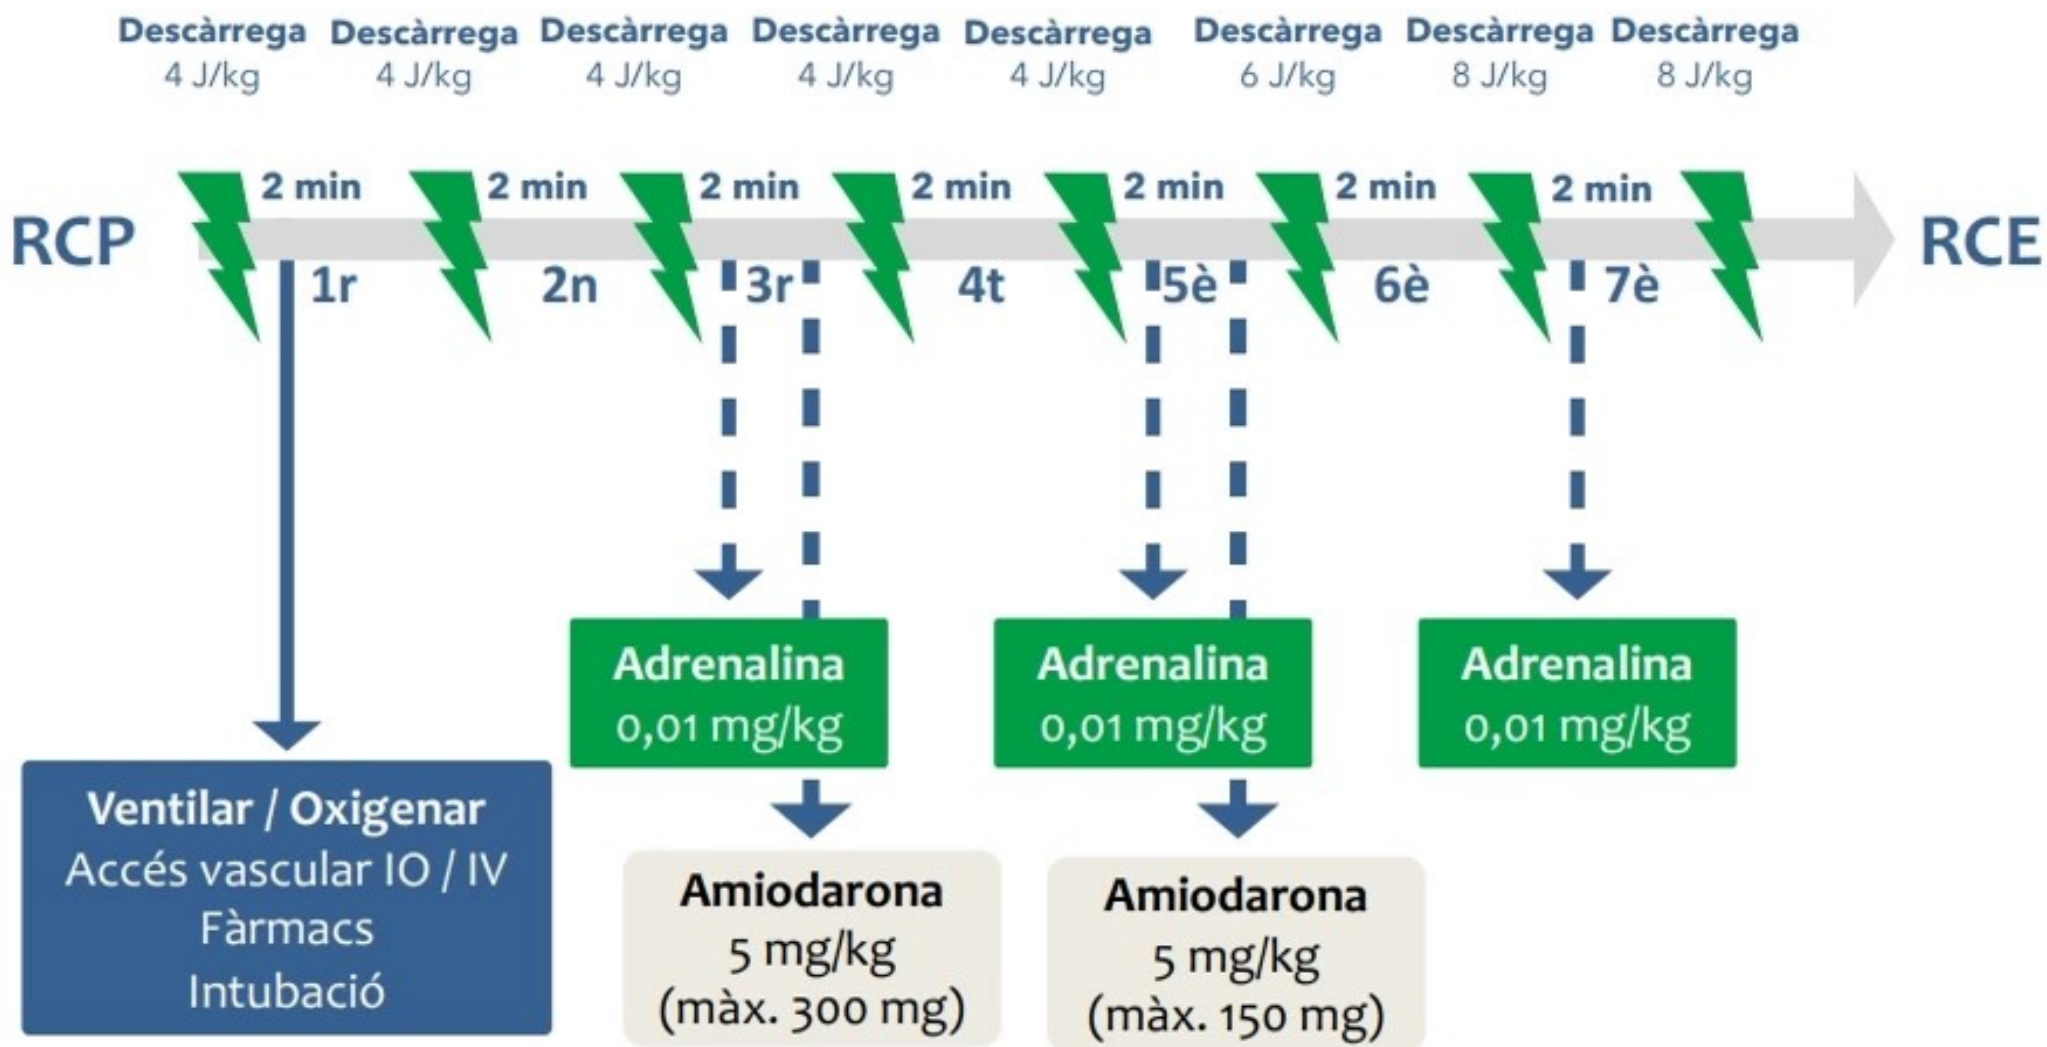 Descàrrega Descàrrega Descàrrega Descàrrega Descàrrega Descàrrega Descàrrega Descàrrega
4 J/kg 4 J/kg 4 J/kg 4 J/kg 4 J/kg 6 J/kg 8 J/kg 8 J/kg
2 min 2 min 2 min 2 min 2 min 2 min 2 min
RCP RCE
1r 2n 3r 4t 5è 6è 7è
Adrenalina
0,01 mg/kg
Adrenalina
0,01 mg/kg
Adrenalina
0,01 mg/kg
Ventilar / Oxigenar
Accés vascular IO / IV
Fàrmacs
Intubació
Amiodarona
5 mg/kg
(màx. 300 mg)
Amiodarona
5 mg/kg
(màx. 150 mg)